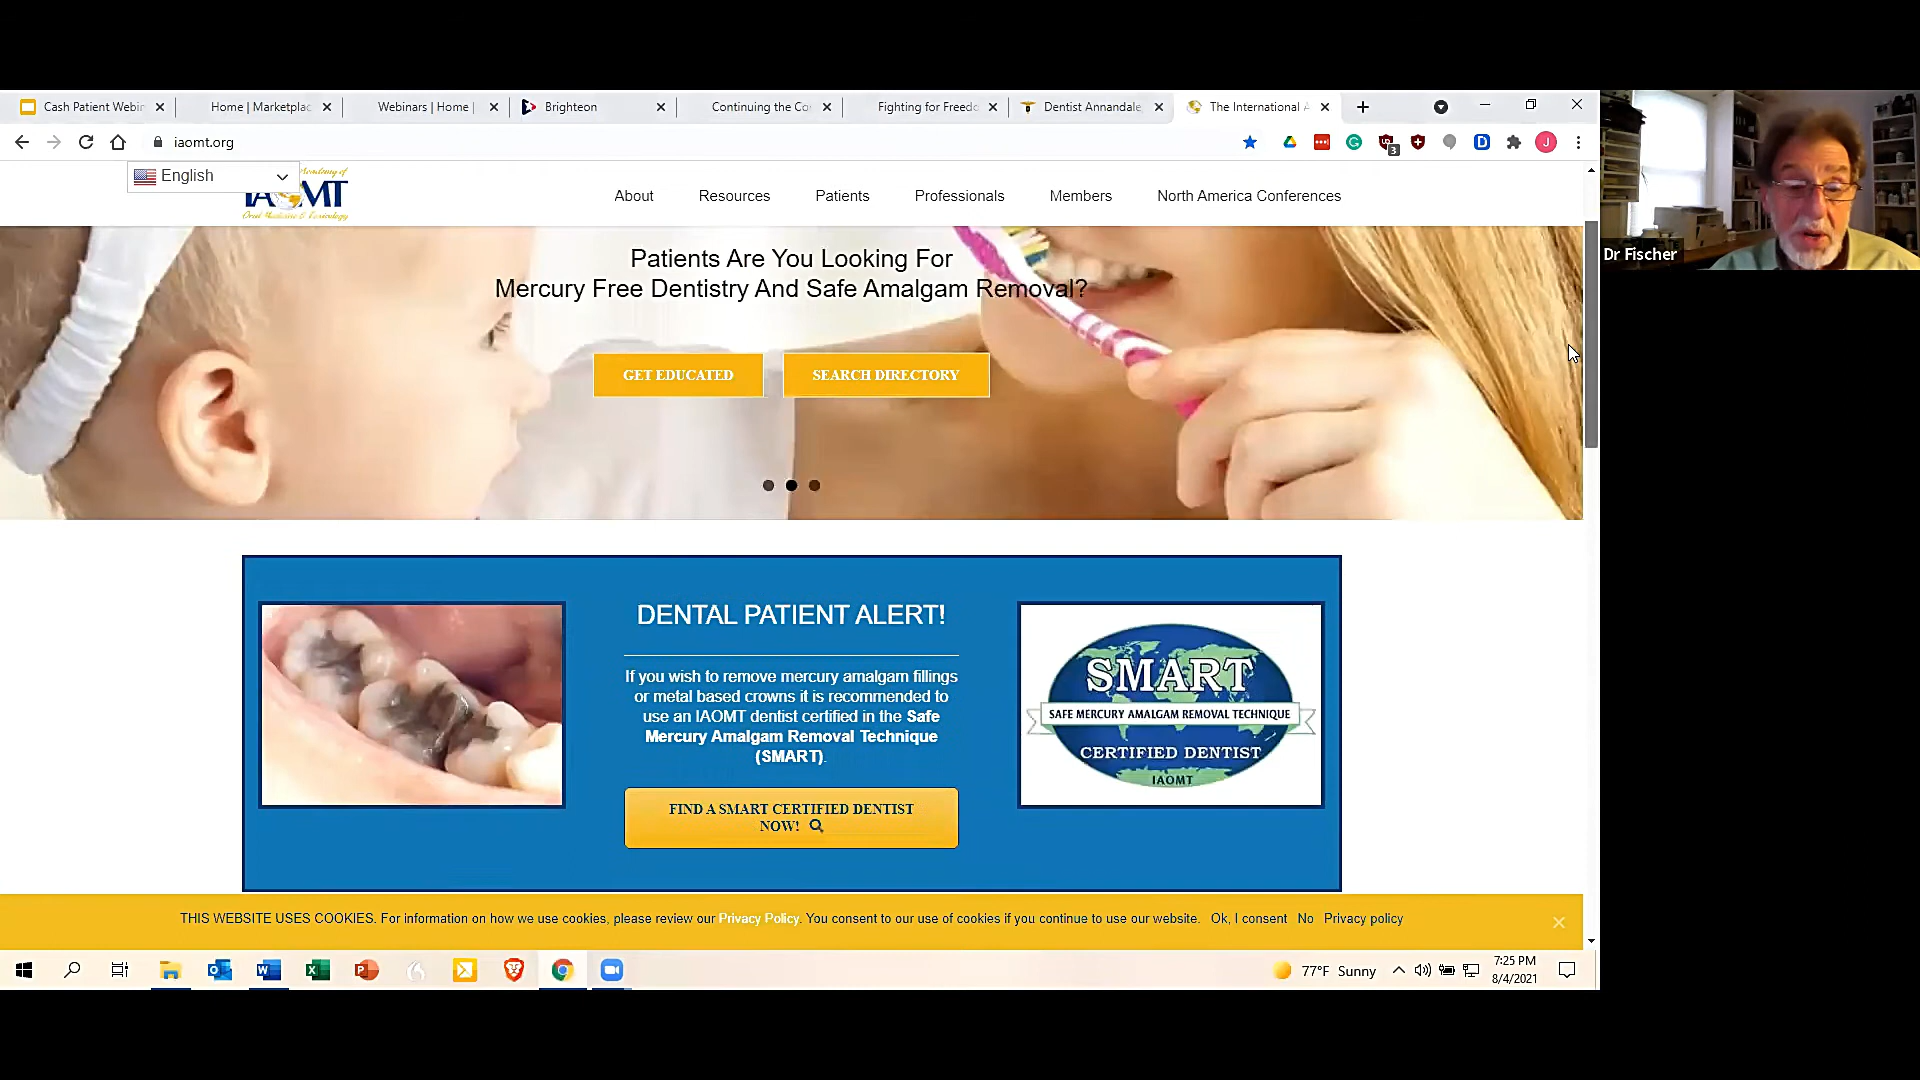 Cash Patient Webin
Home | Marketplac
Webinars | Home |
Brighteon
Continuing the Co
Fighting for Freedo
Dentist Annandale,
The International A
iaomt.org
English
Academy of
IAOMT
Oral Medicine & Toxicology
About
Resources
Patients
Professionals
Members
North America Conferences
Dr Fischer
Patients Are You Looking For
Mercury Free Dentistry And Safe Amalgam Removal?
GET EDUCATED
SEARCH DIRECTORY
DENTAL PATIENT ALERT!
If you wish to remove mercury amalgam fillings
or metal based crowns it is recommended to
use an IAOMT dentist certified in the Safe
Mercury Amalgam Removal Technique
(SMART).
FIND A SMART CERTIFIED DENTIST
NOW!
SMART
SAFE MERCURY AMALGAM REMOVAL TECHNIQUE
CERTIFIED DENTIST
IAOMT
THIS WEBSITE USES COOKIES. For information on how we use cookies, please review our Privacy Policy. You consent to our use of cookies if you continue to use our website. Ok, I consent No Privacy policy
77°F Sunny
7:25 PM
8/4/2021